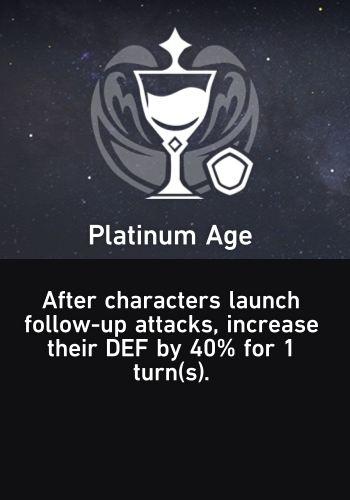 Platinum Age
After characters launch
follow-up attacks, increase
their DEF by 40% for 1
turn(s).